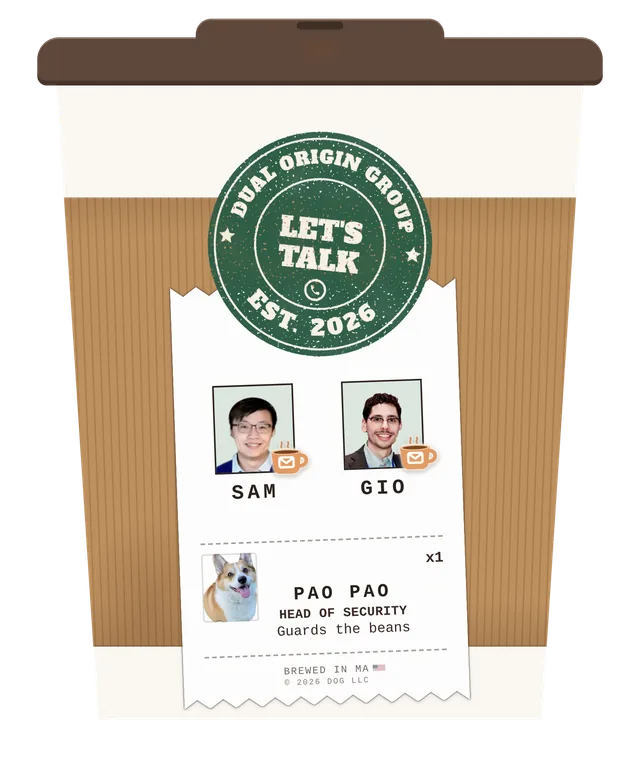 DUAL ORIGIN GROUP
LET'S
TALK
EST. 2026
SAM
GIO
x1
PAO PAO
HEAD OF SECURITY
Guards the beans
BREWED IN MA
© 2026 DOG LLC